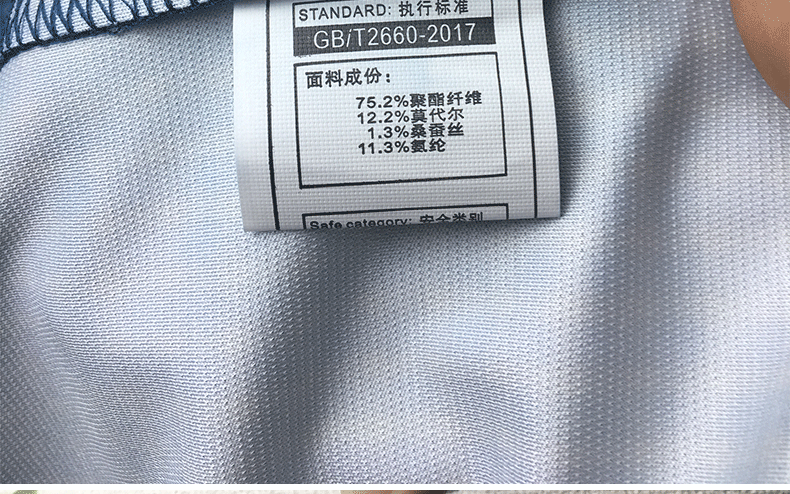 STANDARD: 执行标准
GB/T2660-2017
面料成份:
75.2%聚酯纤维
12.2%莫代尔
1.3%桑蚕丝
11.3%氨纶
Safe category: 安全类别